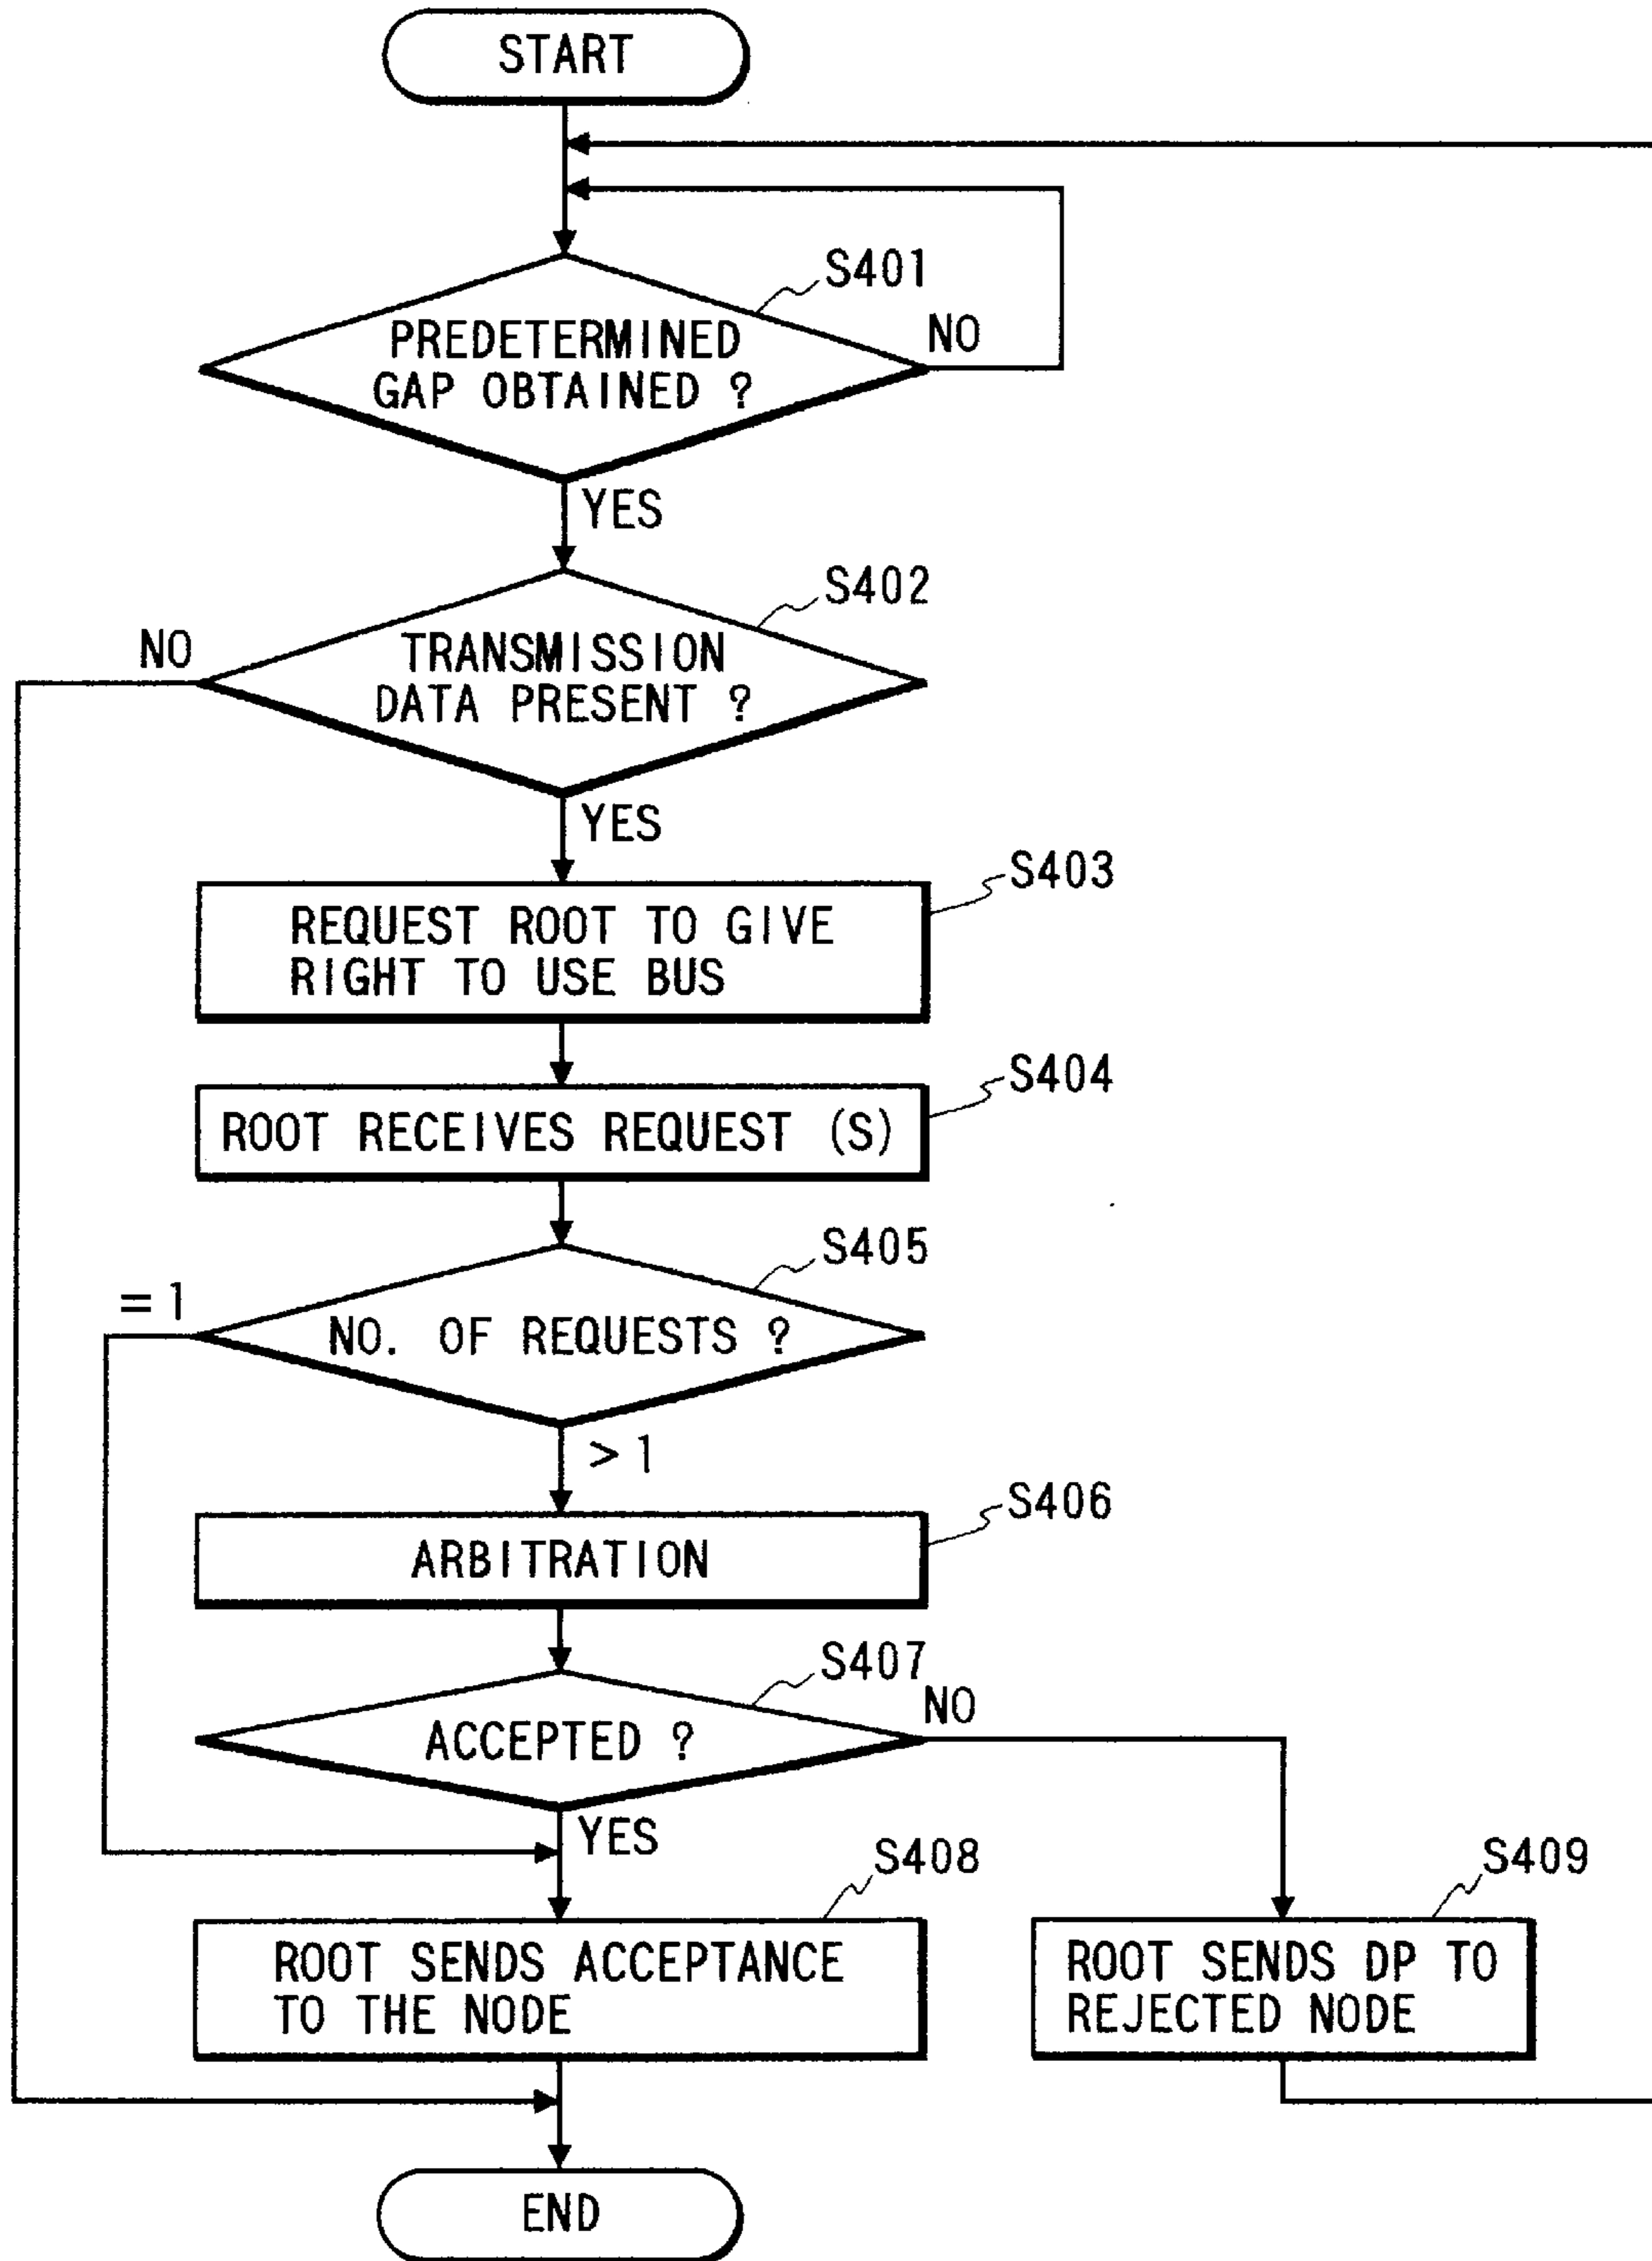 START
S401
PREDETERMINED
GAP OBTAINED ?
NO
YES
S402
NO
TRANSMISSION
DATA PRESENT ?
YES
S403
REQUEST ROOT TO GIVE
RIGHT TO USE BUS
S404
ROOT RECEIVES REQUEST (S)
S405
= 1
NO. OF REQUESTS ?
> 1
S406
ARBITRATION
S407
NO
ACCEPTED ?
YES
S408
S409
ROOT SENDS ACCEPTANCE
TO THE NODE
ROOT SENDS DP TO
REJECTED NODE
END